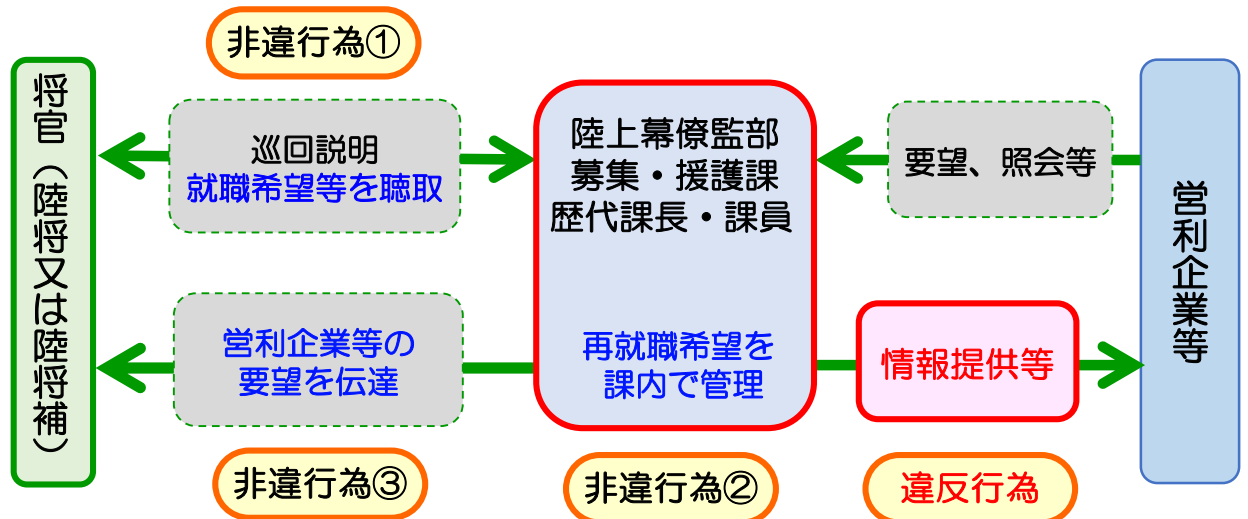 非違行為①
将官（陸将又は陸将補）
巡回説明
就職希望等を聴取
陸上幕僚監部
募集・援護課
歴代課長・課員
要望、照会等
営利企業等
営利企業等の
要望を伝達
再就職希望を
課内で管理
情報提供等
非違行為③
非違行為②
違反行為